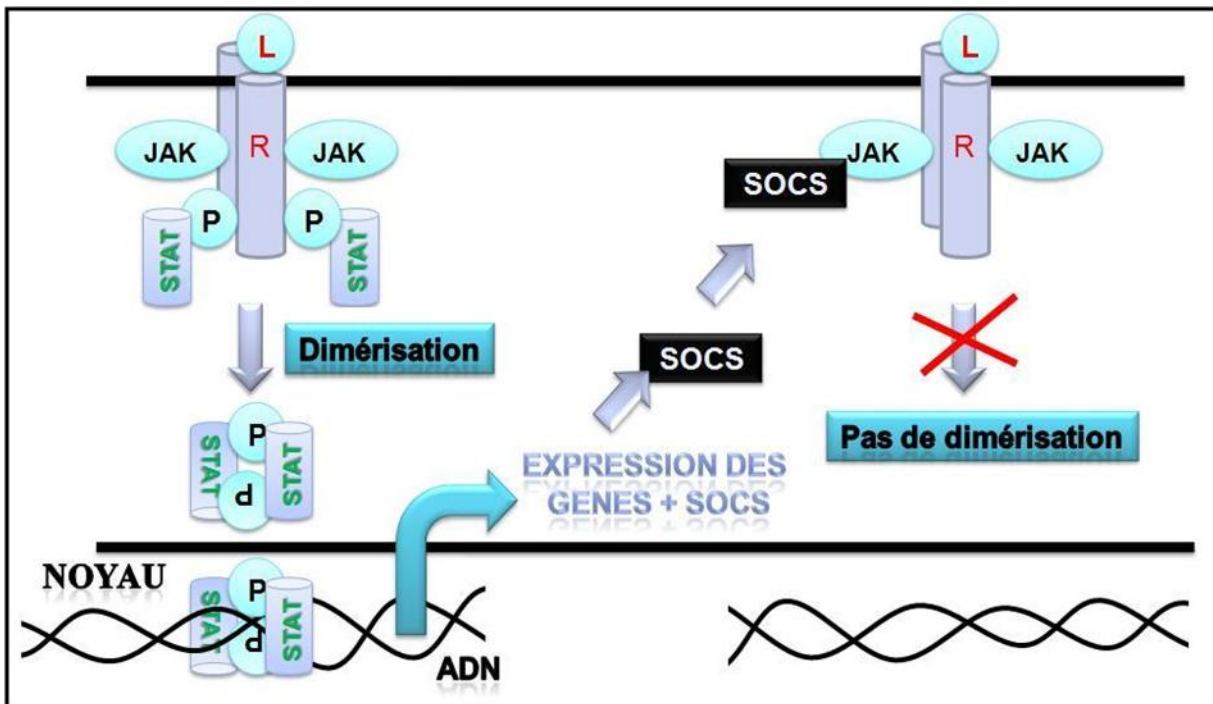 L
JAK
R
JAK
P
P
STAT
STAT
Dimérisation
P
STAT
STAT
P
NOYAU
P
STAT
STAT
P
ADN
EXPRESSION DES
GENES + SOCS
SOCS
SOCS
L
JAK
R
JAK
Pas de dimérisation